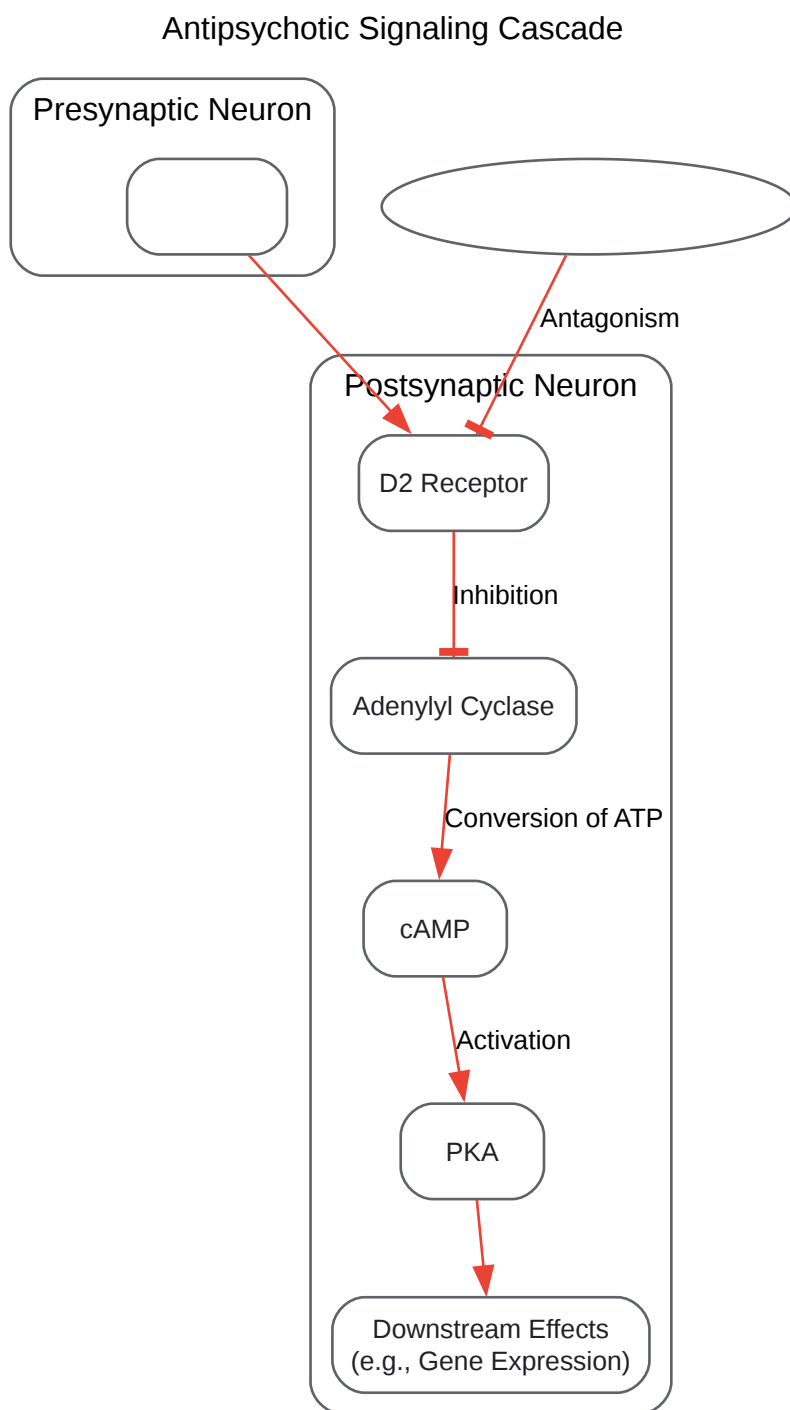 Antipsychotic Signaling Cascade
Presynaptic Neuron
Antagonism
Postsynaptic Neuron
D2 Receptor
Inhibition
Adenylyl Cyclase
Conversion of ATP
cAMP
Activation
PKA
Downstream Effects
(e.g., Gene Expression)